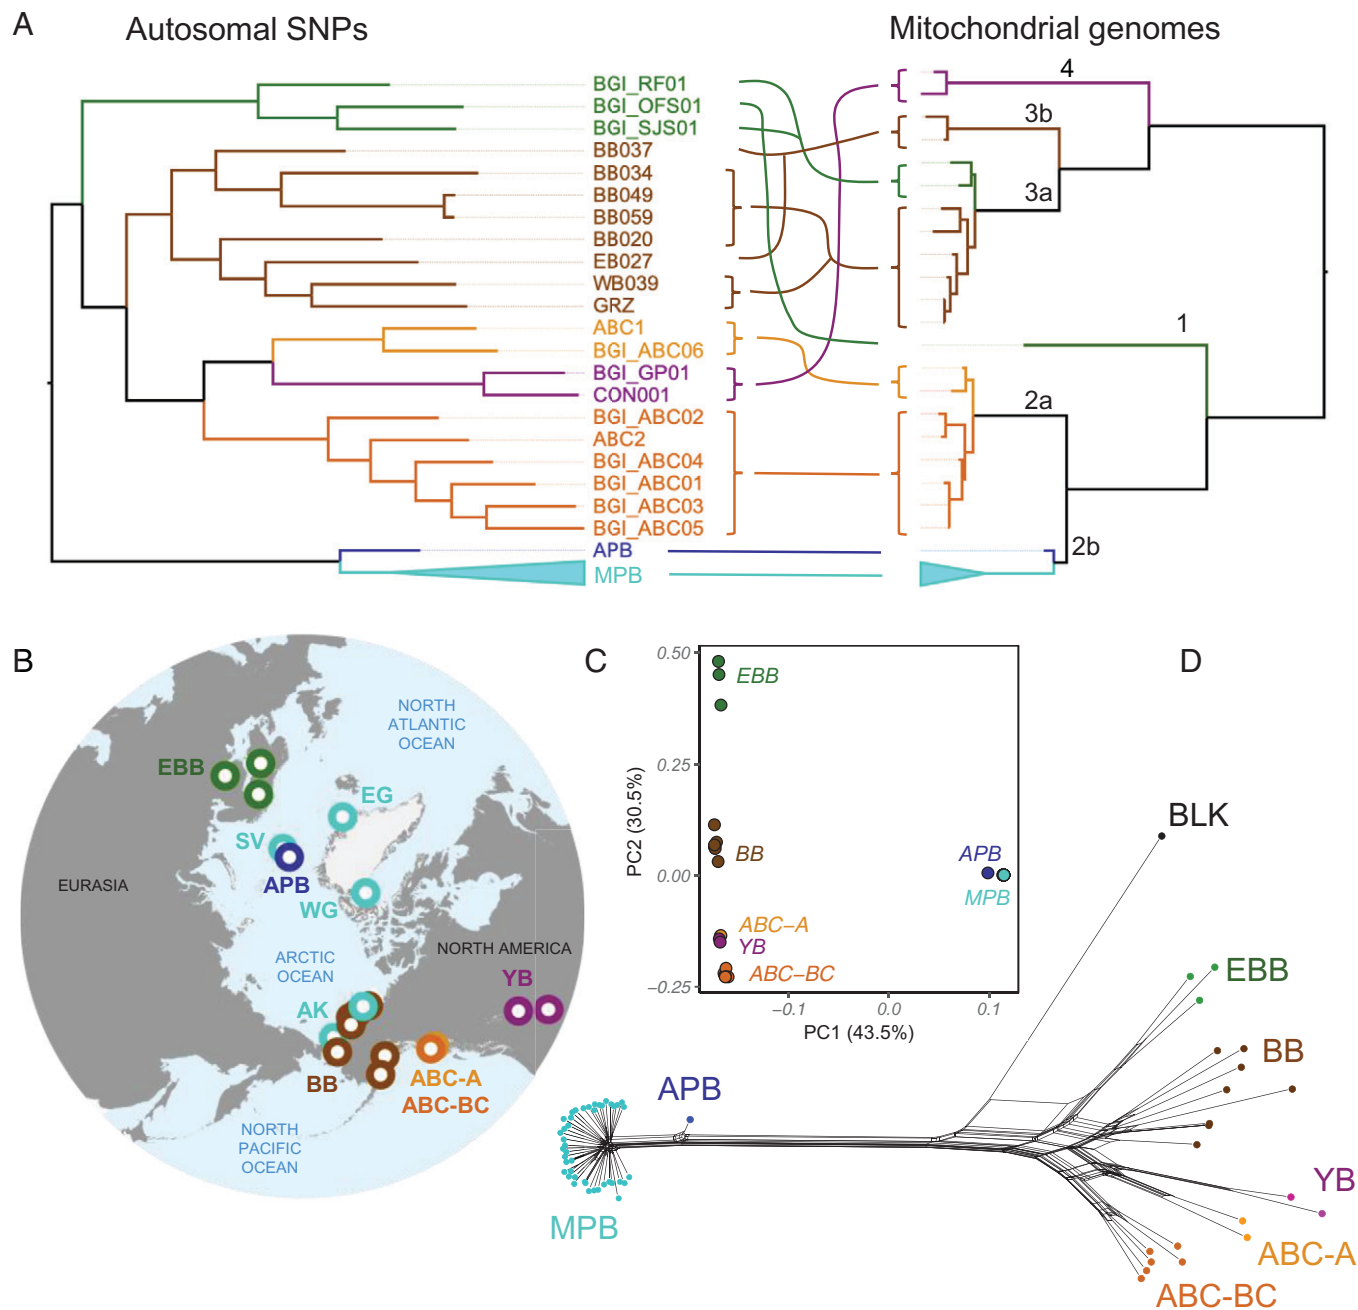 A
Autosomal SNPs
Mitochondrial genomes
BGI_RF01
BGI_OFS01
BGI_SJS01
BB037
BB034
BB049
BB059
BB020
EB027
WB039
GRZ
ABC1
BGI_ABC06
BGI_GP01
CON001
BGI_ABC02
ABC2
BGI_ABC04
BGI_ABC01
BGI_ABC03
BGI_ABC05
APB
MPB
4
3b
3a
1
2a
2b
B
NORTH
ATLANTIC
OCEAN
EBB
EG
SV
APB
EURASIA
WG
NORTH AMERICA
ARCTIC
OCEAN
YB
AK
BB
ABC-A
ABC-BC
NORTH
PACIFIC
OCEAN
C
0.50
0.25
0.00
−0.25
PC2 (30.5%)
EBB
BB
APB
MPB
ABC−A
YB
ABC−BC
−0.1
0.0
0.1
PC1 (43.5%)
D
BLK
EBB
BB
APB
YB
MPB
ABC-A
ABC-BC